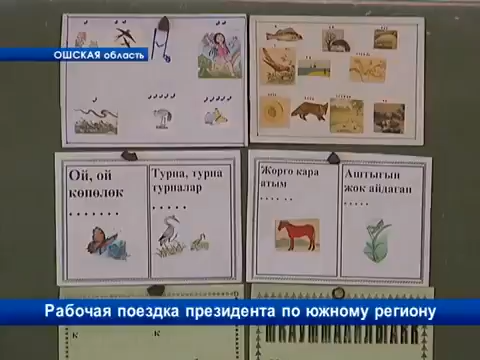 ОШСКАЯ область
Ой, ой
көпөлөк
Турна, турна
турналар
Жорго кара
атым
Аштыгын
жок айдаган
Рабочая поездка президента по южному региону
к
к